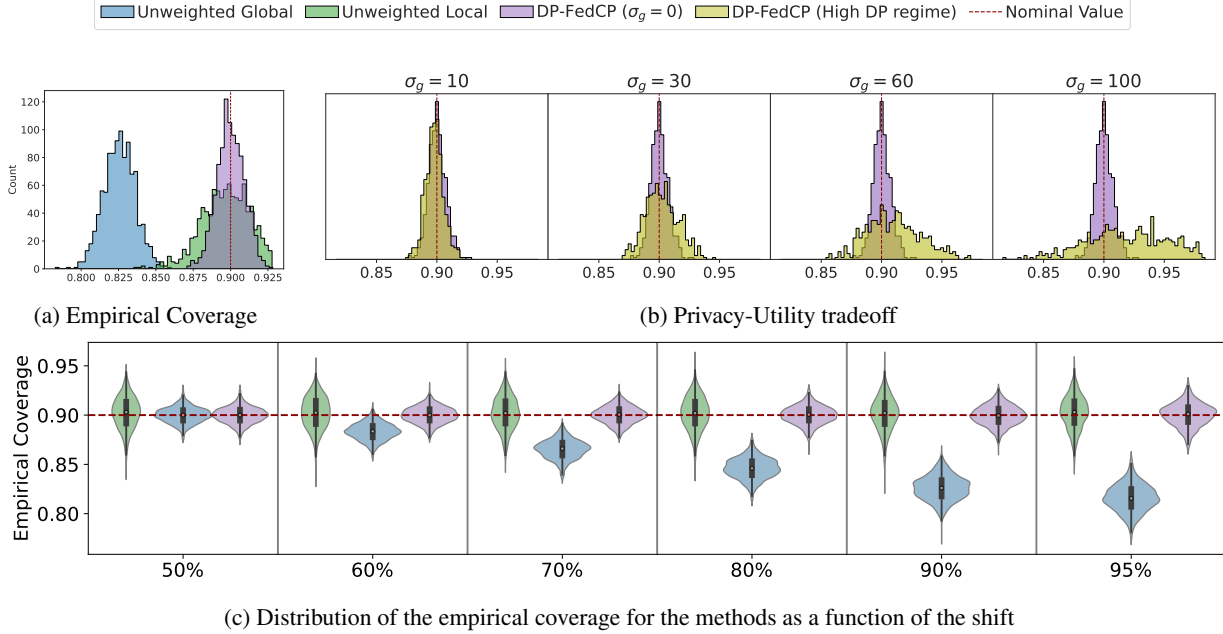 Unweighted Global Unweighted Local DP-FedCP (σg = 0) DP-FedCP (High DP regime) Nominal Value
σg = 10 σg = 30 σg = 60 σg = 100
Count
120
100
80
60
40
20
0
0.800 0.825 0.850 0.875 0.900 0.925
0.85 0.90 0.95 0.85 0.90 0.95 0.85 0.90 0.95 0.85 0.90 0.95
(a) Empirical Coverage
(b) Privacy-Utility tradeoff
Empirical Coverage
0.95
0.90
0.85
0.80
50% 60% 70% 80% 90% 95%
(c) Distribution of the empirical coverage for the methods as a function of the shift